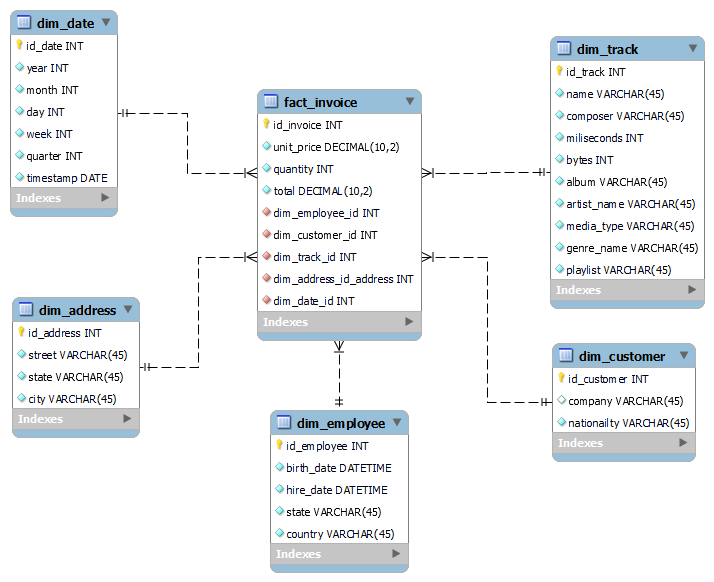 dim_date
id_date INT
year INT
month INT
day INT
week INT
quarter INT
timestamp DATE
Indexes
fact_invoice
id_invoice INT
unit_price DECIMAL(10,2)
quantity INT
total DECIMAL(10,2)
dim_employee_id INT
dim_customer_id INT
dim_track_id INT
dim_address_id_address INT
dim_date_id INT
Indexes
dim_track
id_track INT
name VARCHAR(45)
composer VARCHAR(45)
miliseconds INT
bytes INT
album VARCHAR(45)
artist_name VARCHAR(45)
media_type VARCHAR(45)
genre_name VARCHAR(45)
playlist VARCHAR(45)
Indexes
dim_address
id_address INT
street VARCHAR(45)
state VARCHAR(45)
city VARCHAR(45)
Indexes
dim_employee
id_employee INT
birth_date DATETIME
hire_date DATETIME
state VARCHAR(45)
country VARCHAR(45)
Indexes
dim_customer
id_customer INT
company VARCHAR(45)
nationailty VARCHAR(45)
Indexes